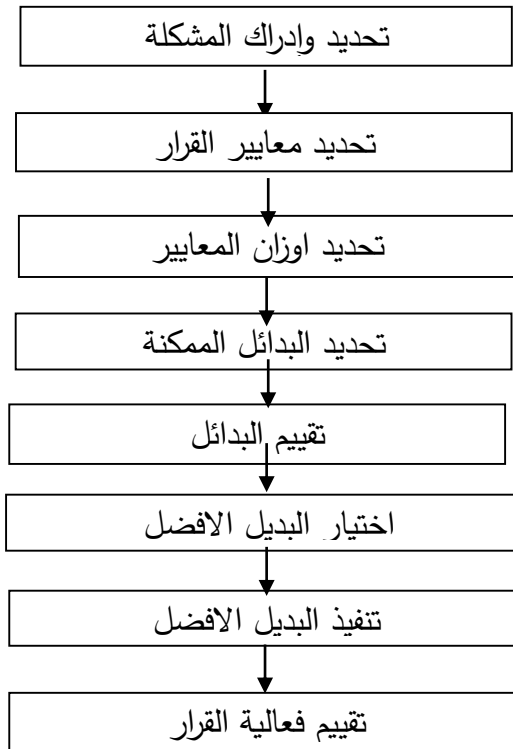 تحديد وإدراك المشكلة
تحديد معايير القرار
تحديد اوزان المعايير
تحديد البدائل الممكنة
تقييم البدائل
اختيار البديل الافضل
تنفيذ البديل الافضل
تقييم فعالية القرار